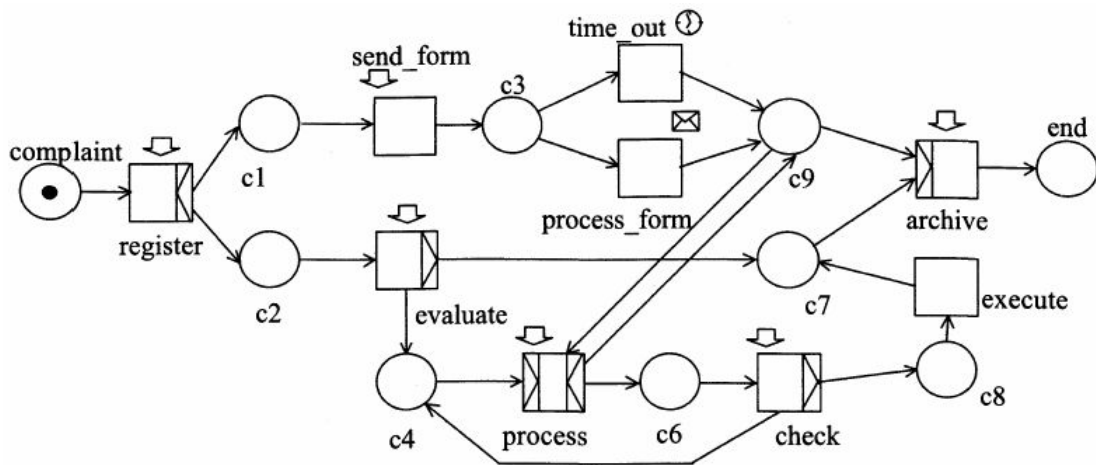 time_out
send_form
c3
complaint
end
c1
c9
process_form
register
archive
c2
c7
evaluate
execute
c8
c4
process
c6
check